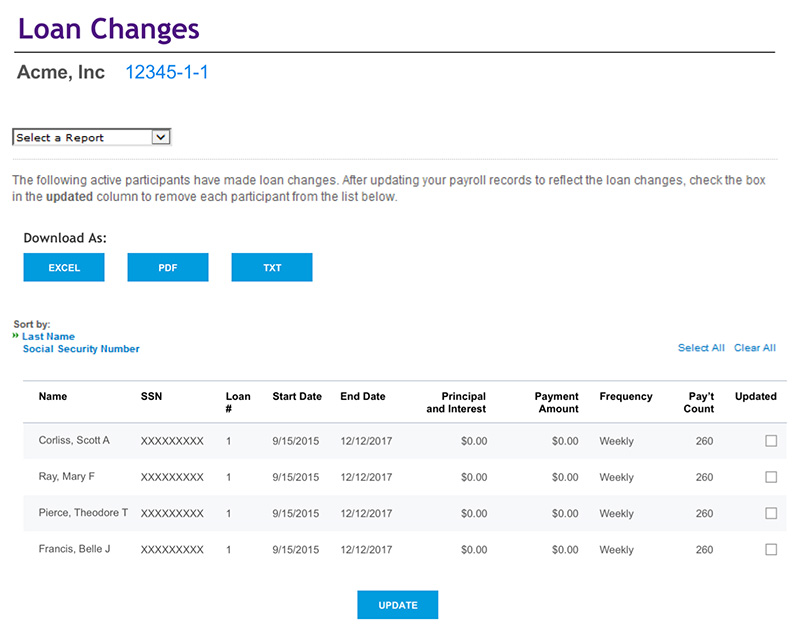 Loan Changes
Acme, Inc 12345-1-1
Select a Report
The following active participants have made loan changes. After updating your payroll records to reflect the loan changes, check the box
in the updated column to remove each participant from the list below.
Download As:
EXCEL PDF TXT
Sort by:
» Last Name
Social Security Number
Select All Clear All
Name SSN Loan # Start Date End Date Principal and Interest Payment Amount Frequency Pay't Count Updated
Corliss, Scott A XXXXXXXXX 1 9/15/2015 12/12/2017 $0.00 $0.00 Weekly 260
Ray, Mary F XXXXXXXXX 1 9/15/2015 12/12/2017 $0.00 $0.00 Weekly 260
Pierce, Theodore T XXXXXXXXX 1 9/15/2015 12/12/2017 $0.00 $0.00 Weekly 260
Francis, Belle J XXXXXXXXX 1 9/15/2015 12/12/2017 $0.00 $0.00 Weekly 260
UPDATE